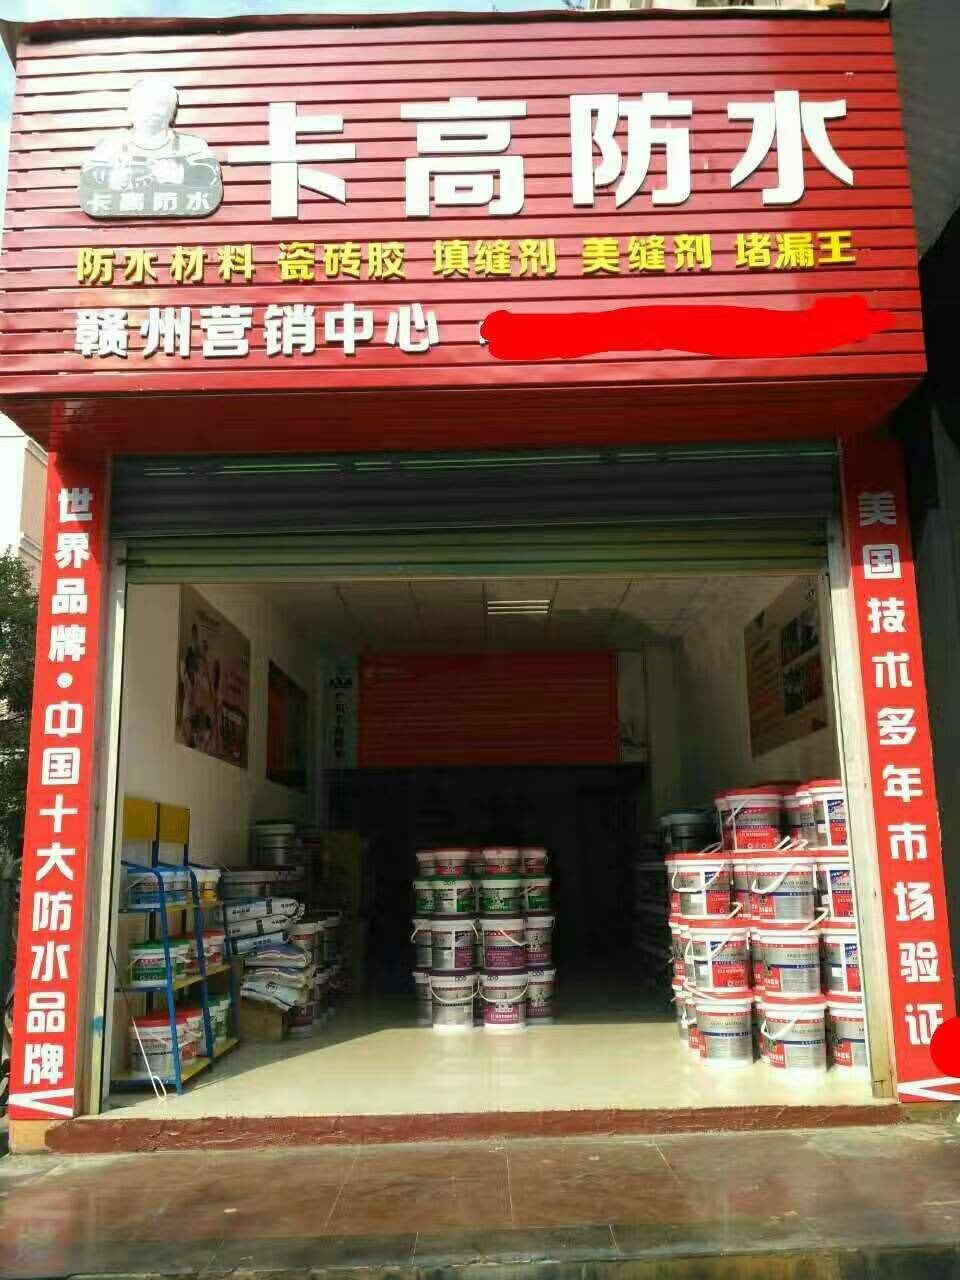 卡高防水
卡高防水
防水材料 瓷砖胶 填缝剂 美缝剂 堵漏王
赣州营销中心
世界品牌·中国十大防水品牌
美国技术多年市场验证